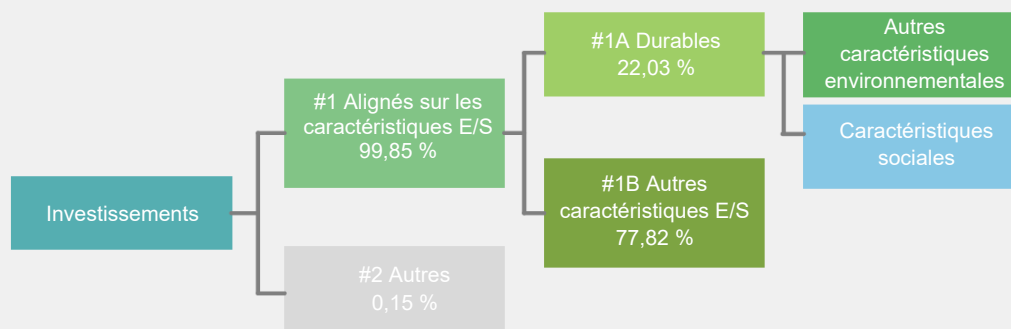 Investissements
#1 Alignés sur les
caractéristiques E/S
99,85 %
#2 Autres
0,15 %
#1A Durables
22,03 %
#1B Autres
caractéristiques E/S
77,82 %
Autres
caractéristiques
environnementales
Caractéristiques
sociales